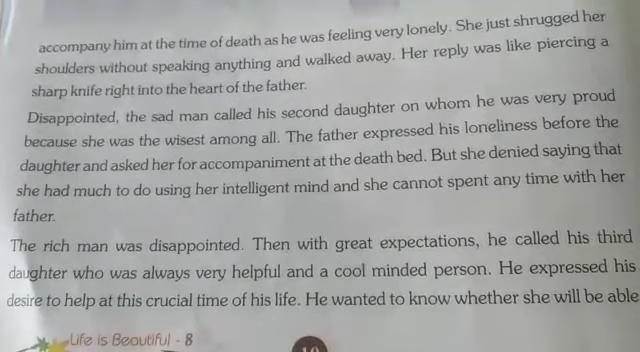 accompany him at the time of death as he was feeling very lonely. She just shrugged her
shoulders without speaking anything and walked away. Her reply was like piercing a
sharp knife right into the heart of the father.
Disappointed, the sad man called his second daughter on whom he was very proud
because she was the wisest among all. The father expressed his loneliness before the
daughter and asked her for accompaniment at the death bed. But she denied saying that
she had much to do using her intelligent mind and she cannot spent any time with her
father.
The rich man was disappointed. Then with great expectations, he called his third
daughter who was always very helpful and a cool minded person. He expressed his
desire to help at this crucial time of his life. He wanted to know whether she will be able
Life is Beautiful - 8